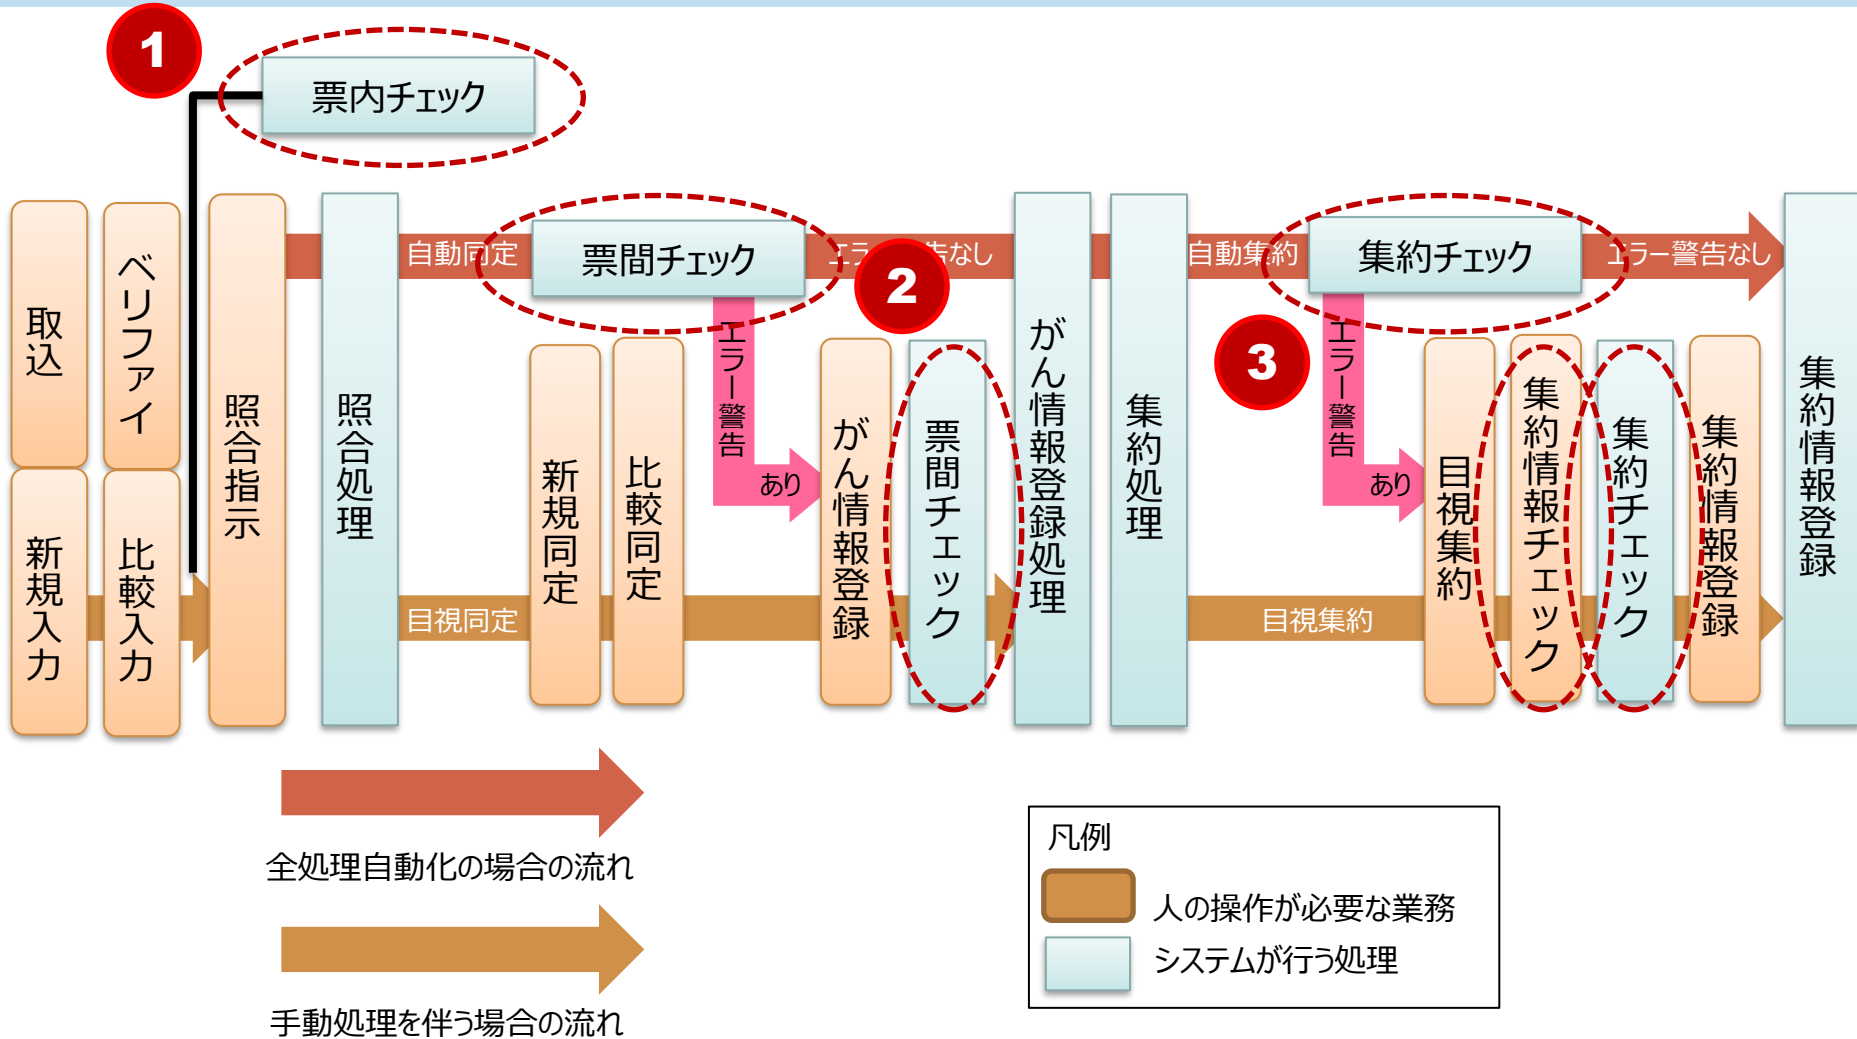 1
票内チェック
取込
ベリファイ
新規入力
比較入力
照合指示
照合処理
自動同定
票間チェック
エラー警告なし
2
エラー警告
あり
新規同定
比較同定
目視同定
がん情報登録
票間チェック
がん情報登録処理
集約処理
自動集約
集約チェック
エラー警告なし
3
エラー警告
あり
目視集約
目視集約
集約情報チェック
集約チェック
集約情報登録
集約情報登録
全処理自動化の場合の流れ
手動処理を伴う場合の流れ
凡例
人の操作が必要な業務
システムが行う処理